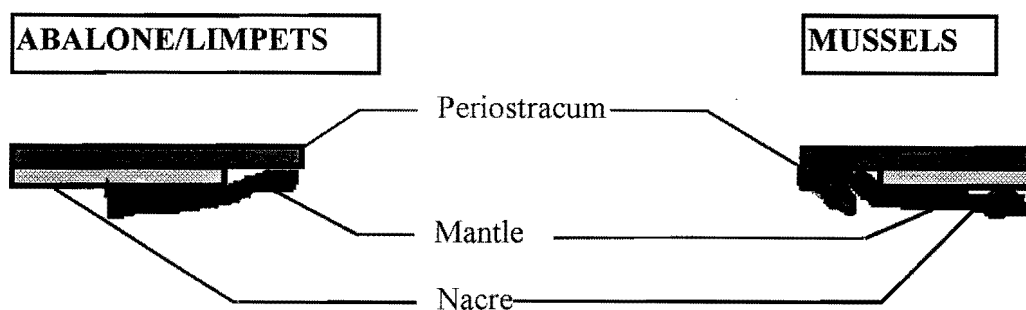 ABALONE/LIMPETS
MUSSELS
Periostracum
Mantle
Nacre